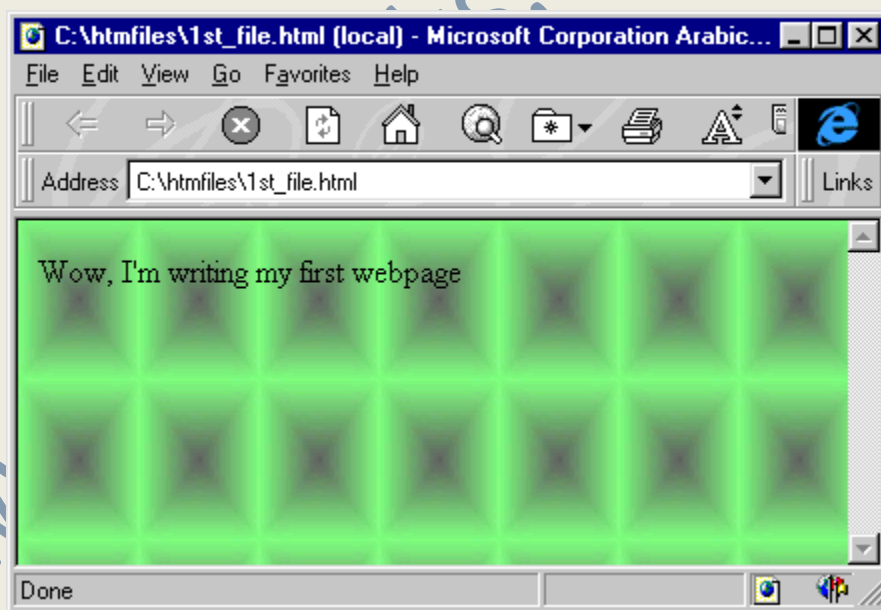 C:\htmfiles\1st_file.html (local) - Microsoft Corporation Arabic...
File Edit View Go Favorites Help
Address C:\htmfiles\1st_file.html Links
Wow, I'm writing my first webpage
Done